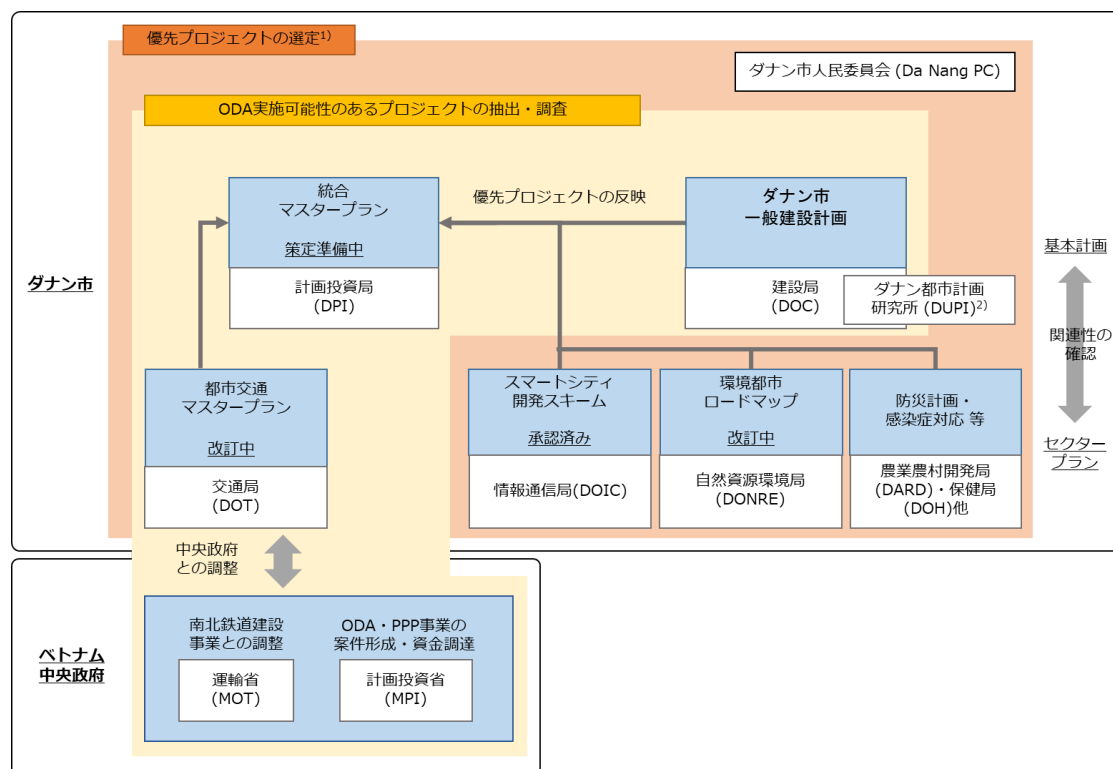 優先プロジェクトの選定1)
ダナン市人民委員会 (Da Nang PC)
ODA実施可能性のあるプロジェクトの抽出・調査
統合
マスタープラン
策定準備中
計画投資局
(DPI)
優先プロジェクトの反映
ダナン市
一般建設計画
建設局
(DOC)
ダナン都市計画
研究所 (DUPI)2)
ダナン市
基本計画
関連性の
確認
セクター
プラン
都市交通
マスタープラン
改訂中
交通局
(DOT)
スマートシティ
開発スキーム
承認済み
情報通信局(DOIC)
環境都市
ロードマップ
改訂中
自然資源環境局
(DONRE)
防災計画・
感染症対応 等
農業農村開発局
(DARD)・保健局
(DOH)他
中央政府
との調整
ベトナム
中央政府
南北鉄道建設
事業との調整
運輸省
(MOT)
ODA・PPP事業の
案件形成・資金調達
計画投資省
(MPI)